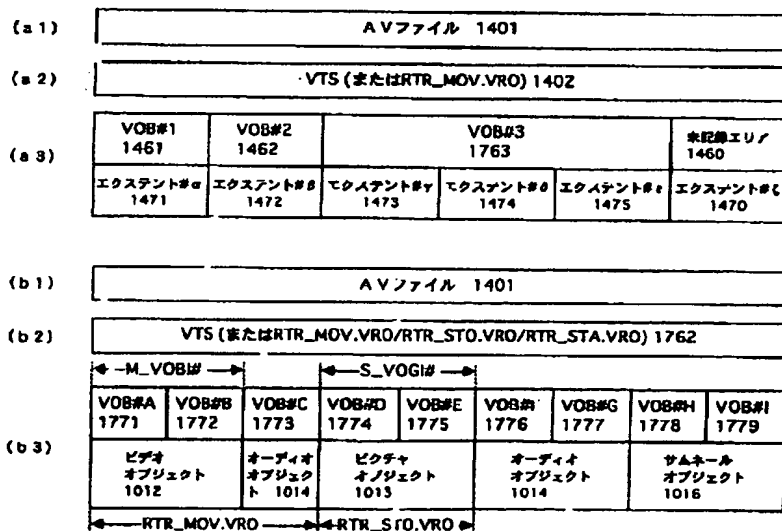 (a1)
AVファイル 1401
(a2)
VTS (またはRTR_MOV.VRO) 1402
(a3)
VOB#1
1461
VOB#2
1462
VOB#3
1763
未記録エリア
1460
エクステント#α
1471
エクステント#β
1472
エクステント#γ
1473
エクステント#δ
1474
エクステント#ε
1475
エクステント#ζ
1470
(b1)
AVファイル 1401
(b2)
VTS (またはRTR_MOV.VRO/RTR_STO.VRO/RTR_STA.VRO) 1762
M_VOBI#
S_VOGI#
(b3)
VOB#A
1771
VOB#B
1772
VOB#C
1773
VOB#D
1774
VOB#E
1775
VOB#F
1776
VOB#G
1777
VOB#H
1778
VOB#I
1779
ビデオ
オブジェクト
1012
オーディオ
オブジェク
ト 1014
ピクチャ
オブジェクト
1013
オーディオ
オブジェクト
1014
サムネール
オブジェクト
1016
RTR_MOV.VRO
RTR_STO.VRO